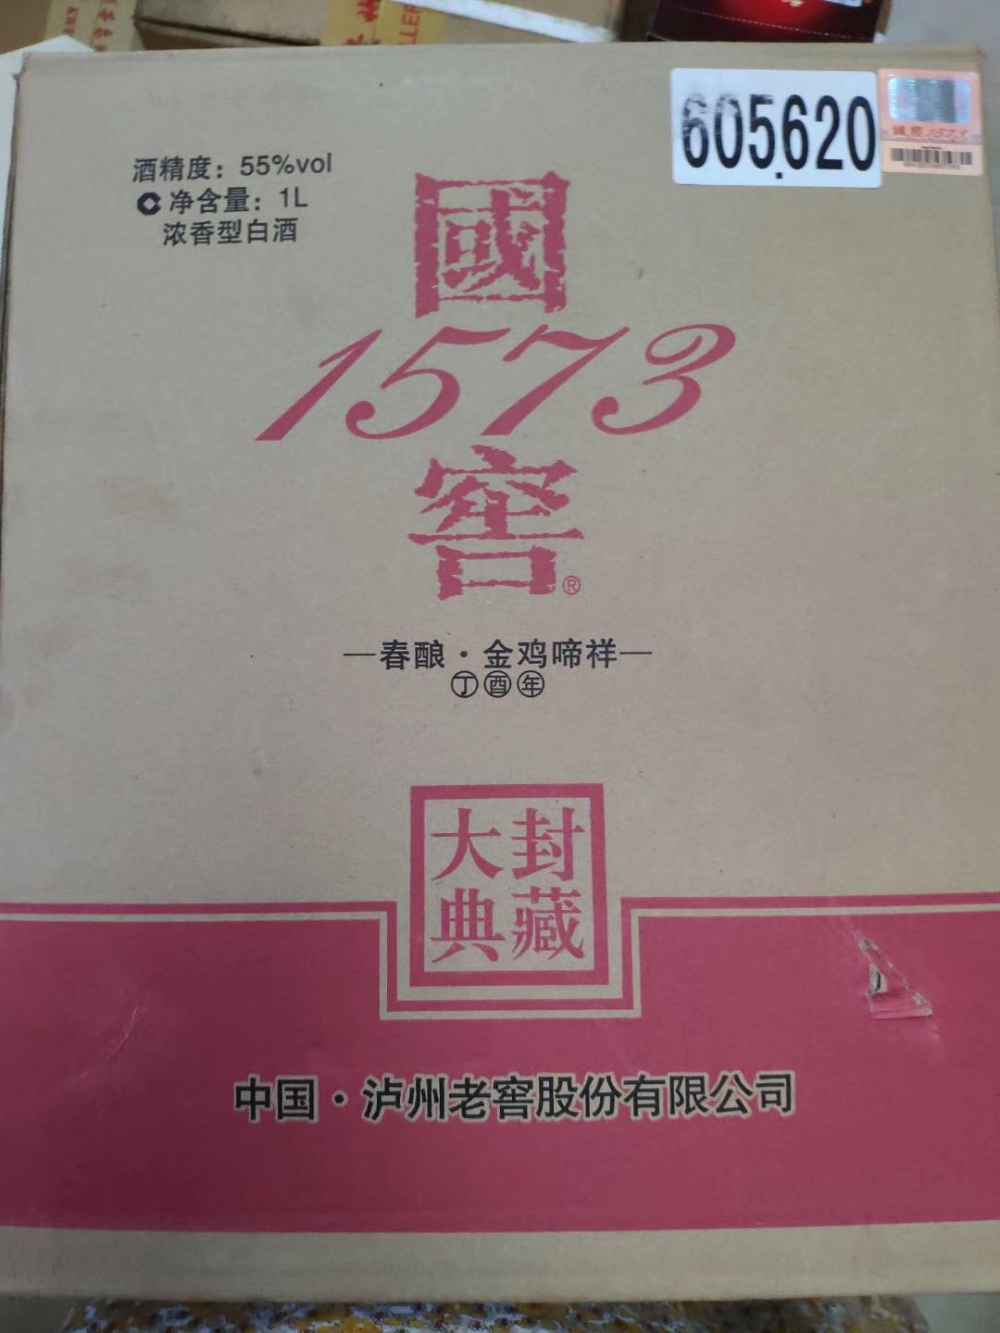 605620
酒精度：55%vol
净含量：1L
浓香型白酒
國
1573
窖®
—春酿·金鸡啼祥—
丁酉年
封藏
大典
中国·泸州老窖股份有限公司